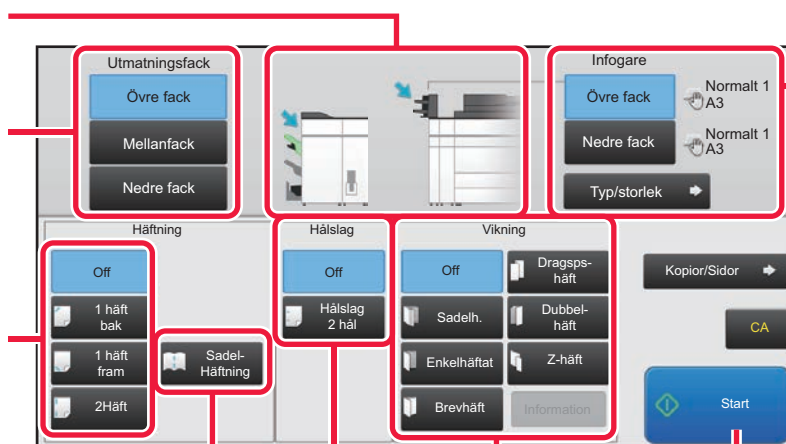 Utmatningsfack
Övre fack
Mellanfack
Nedre fack
Infogare
Övre fack
Normalt 1
A3
Nedre fack
Normalt 1
A3
Typ/storlek
Häftning
Off
1 häft
bak
1 häft
fram
2Häft
Sadel-
Häftning
Hålslag
Off
Hålslag
2 hål
Vikning
Off
Sadelh.
Enkelhäftat
Brevhäft
Dragsps-
häft
Dubbel-
häft
Z-häft
Information
Kopior/Sidor
CA
Start